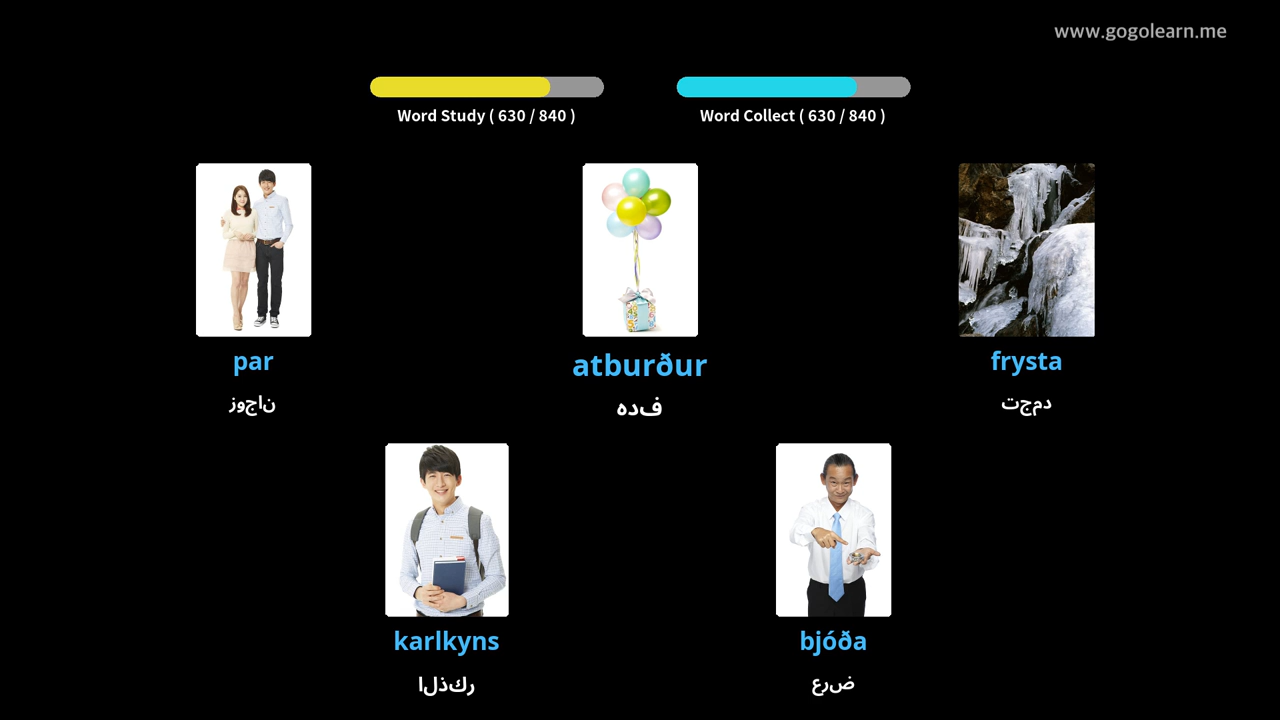 www.gogolearn.me
Word Study ( 630 / 840 )
Word Collect ( 630 / 840 )
par
زوجان
atburður
هدف
frysta
تجمد
karlkyns
الذكر
bjóða
عرض